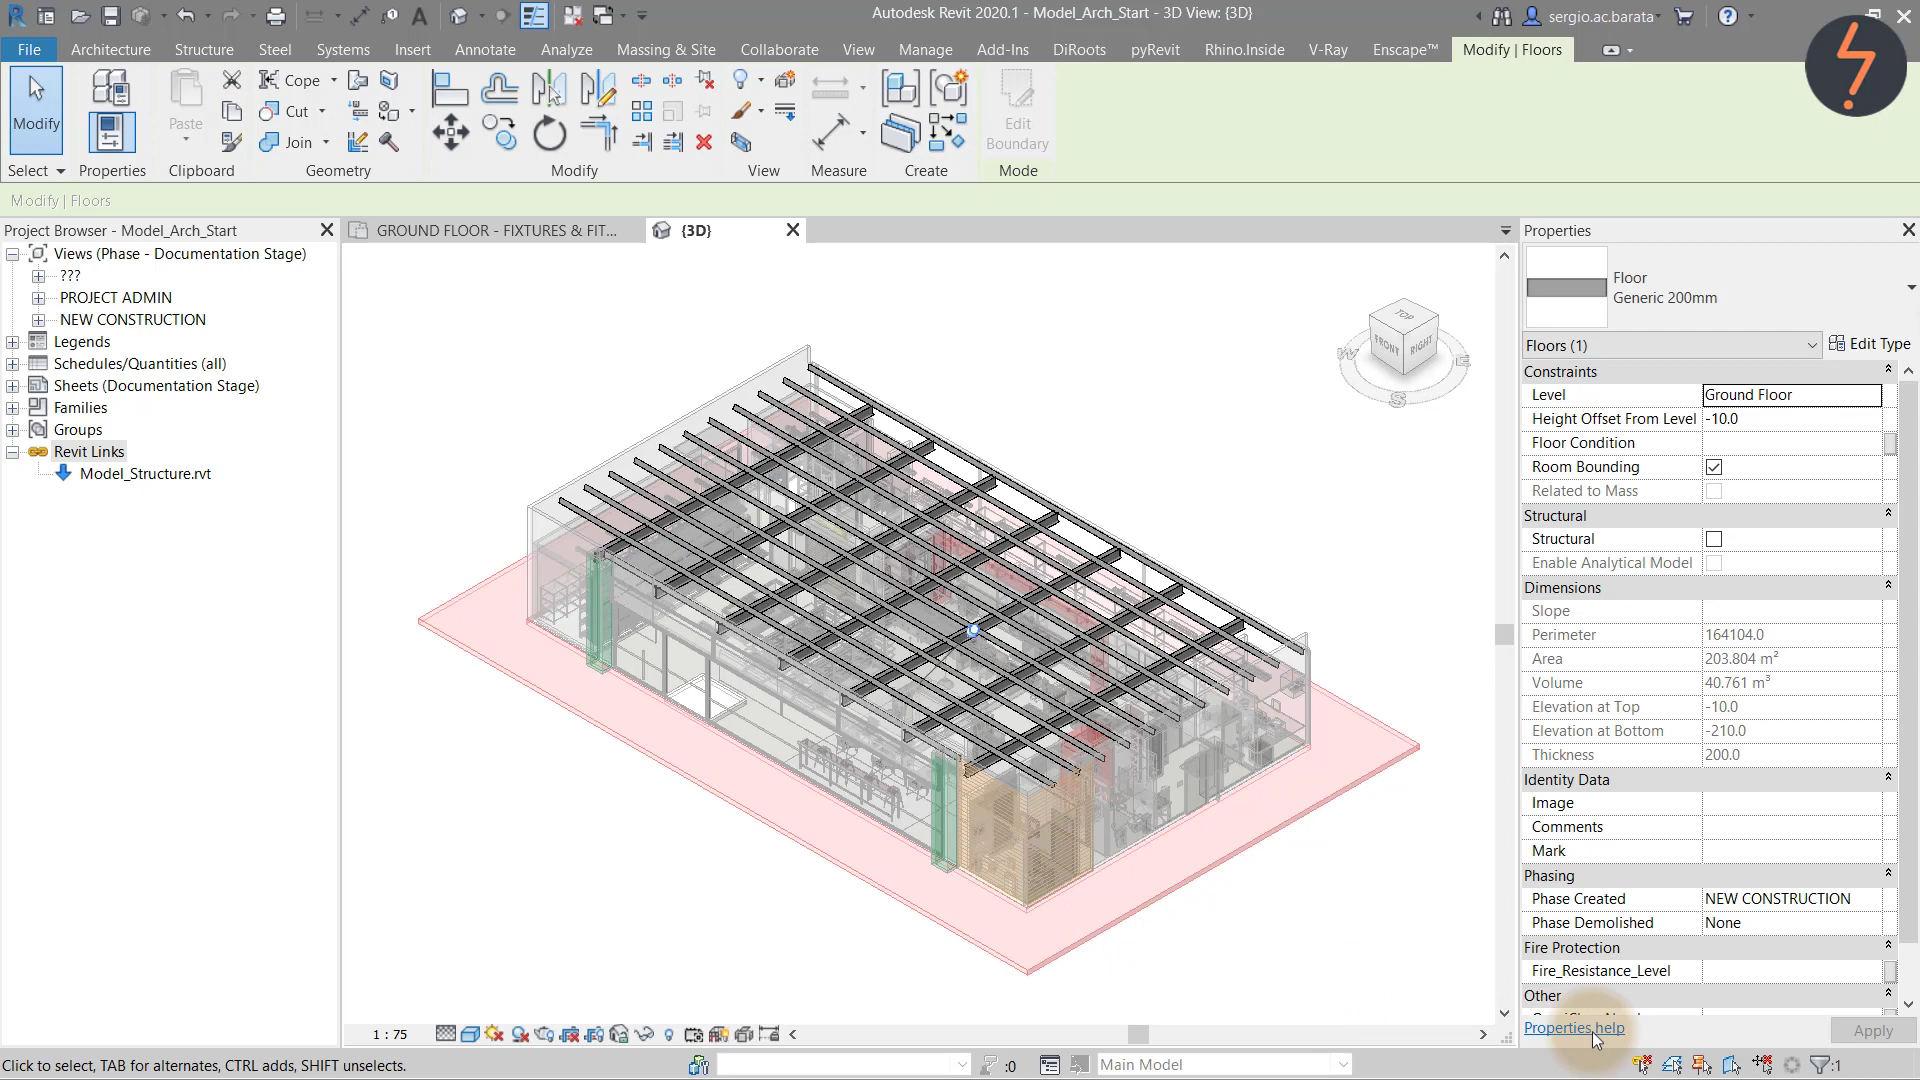 Autodesk Revit 2020.1 - Model_Arch_Start - 3D View: {3D}
sergio.ac.barata
File
Architecture
Structure
Steel
Systems
Insert
Annotate
Analyze
Massing & Site
Collaborate
View
Manage
Add-Ins
DiRoots
pyRevit
Rhino.Inside
V-Ray
Enscape™
Modify | Floors
Modify
Paste
Cope
Cut
Join
Edit
Boundary
Select
Properties
Clipboard
Geometry
Modify
View
Measure
Create
Mode
Modify | Floors
Project Browser - Model_Arch_Start
Views (Phase - Documentation Stage)
???
PROJECT ADMIN
NEW CONSTRUCTION
Legends
Schedules/Quantities (all)
Sheets (Documentation Stage)
Families
Groups
Revit Links
Model_Structure.rvt
GROUND FLOOR - FIXTURES & FIT...
{3D}
TOP
FRONT
RIGHT
W
E
S
Properties
Floor
Generic 200mm
Floors (1)
Edit Type
Constraints
Level Ground Floor
Height Offset From Level -10.0
Floor Condition
Room Bounding
Related to Mass
Structural
Structural
Enable Analytical Model
Dimensions
Slope
Perimeter 164104.0
Area 203.804 m²
Volume 40.761 m³
Elevation at Top -10.0
Elevation at Bottom -210.0
Thickness 200.0
Identity Data
Image
Comments
Mark
Phasing
Phase Created NEW CONSTRUCTION
Phase Demolished None
Fire Protection
Fire_Resistance_Level
Other
Properties help
Apply
1 : 75
Click to select, TAB for alternates, CTRL adds, SHIFT unselects.
:0
Main Model
:1